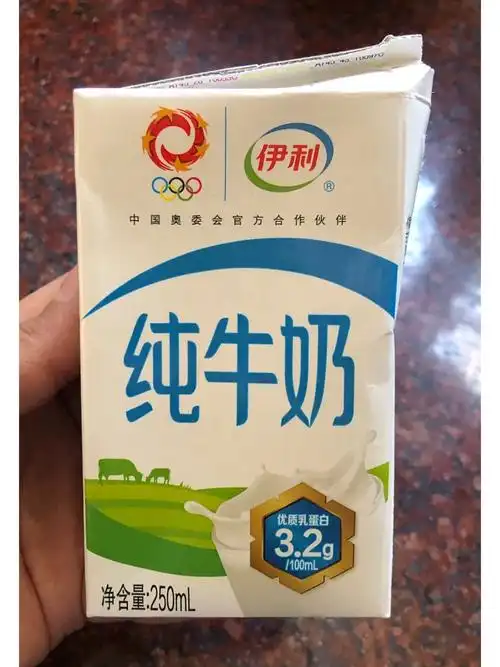 伊利
®
中国奥委会官方合作伙伴
纯牛奶
优质乳蛋白
3.2g
/100mL
净含量:250mL